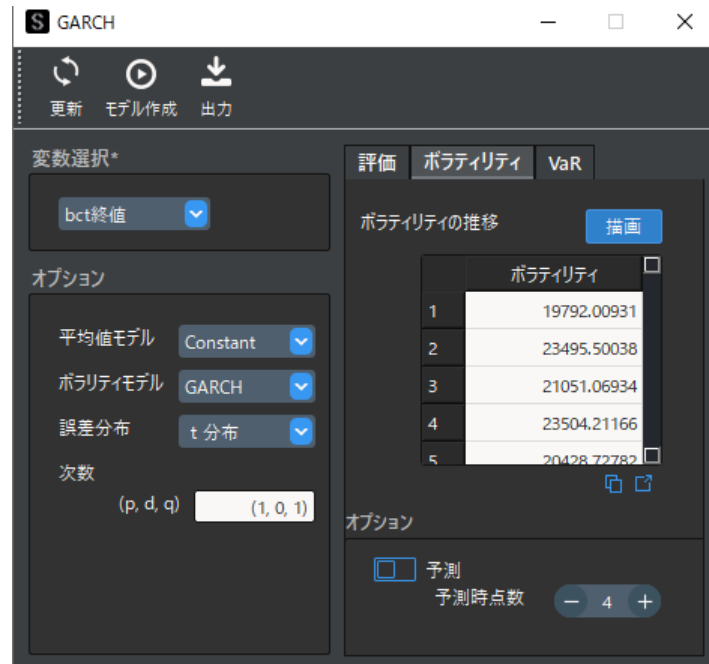 S GARCH
更新 モデル作成 出力
変数選択*
bct終値
オプション
平均値モデル Constant
ボラリティモデル GARCH
誤差分布 t 分布
次数
(p, d, q) (1, 0, 1)
評価 ボラティリティ VaR
ボラティリティの推移 描画
ボラティリティ
1 19792.00931
2 23495.50038
3 21051.06934
4 23504.21166
5 20428.72782
オプション
予測
予測時点数 − 4 +